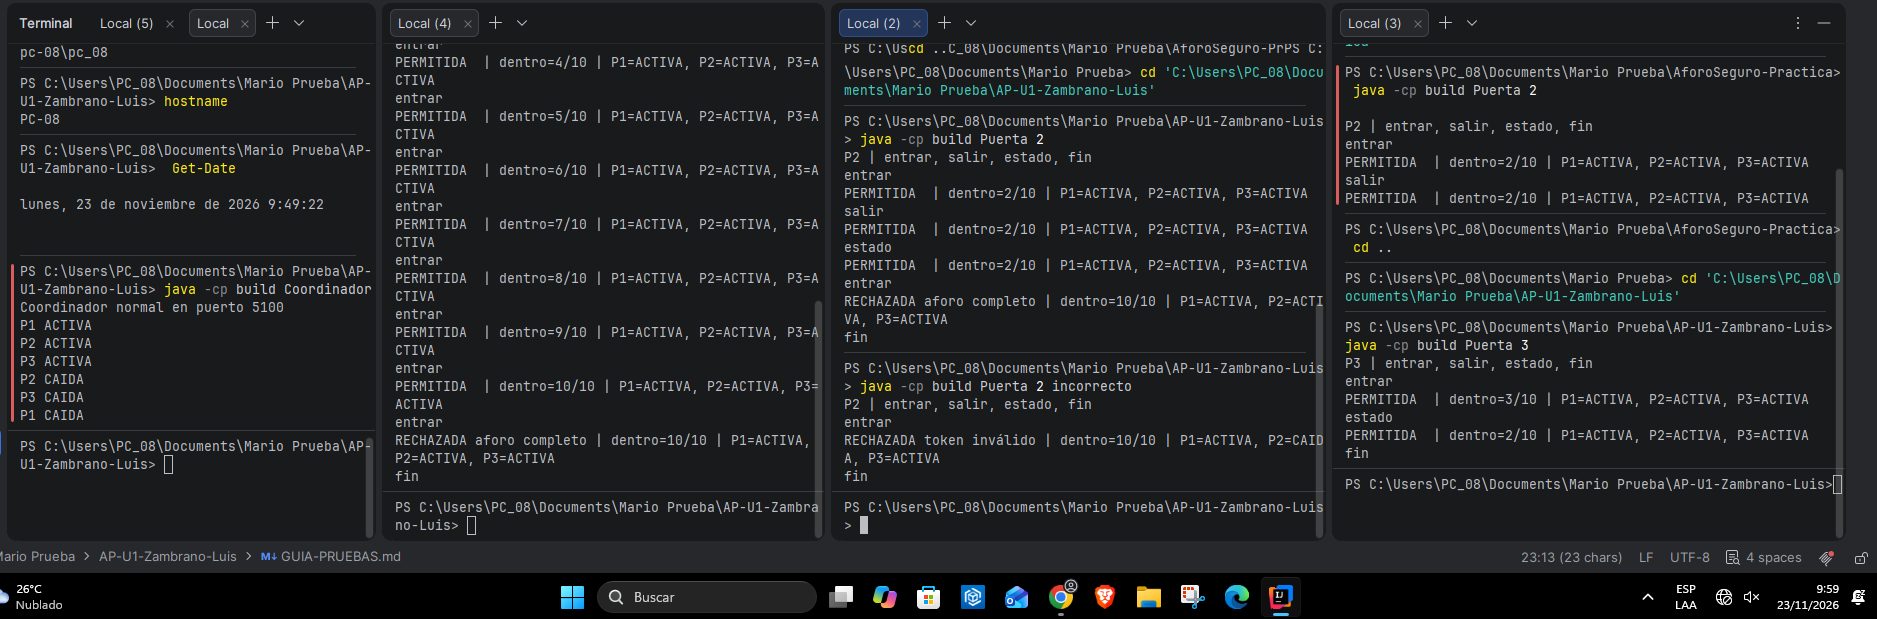 Terminal
Local (5) ×
Local ×
pc-08\pc_08
PS C:\Users\PC_08\Documents\Mario Prueba\AP-
U1-Zambrano-Luis> hostname
PC-08
PS C:\Users\PC_08\Documents\Mario Prueba\AP-
U1-Zambrano-Luis>  Get-Date
lunes, 23 de noviembre de 2026 9:49:22
PS C:\Users\PC_08\Documents\Mario Prueba\AP-
U1-Zambrano-Luis> java -cp build Coordinador
Coordinador normal en puerto 5100
P1 ACTIVA
P2 ACTIVA
P3 ACTIVA
P2 CAIDA
P3 CAIDA
P1 CAIDA
PS C:\Users\PC_08\Documents\Mario Prueba\AP-
U1-Zambrano-Luis>
Local (4) ×
entrar
PERMITIDA  | dentro=4/10 | P1=ACTIVA, P2=ACTIVA, P3=A
CTIVA
entrar
PERMITIDA  | dentro=5/10 | P1=ACTIVA, P2=ACTIVA, P3=A
CTIVA
entrar
PERMITIDA  | dentro=6/10 | P1=ACTIVA, P2=ACTIVA, P3=A
CTIVA
entrar
PERMITIDA  | dentro=7/10 | P1=ACTIVA, P2=ACTIVA, P3=A
CTIVA
entrar
PERMITIDA  | dentro=8/10 | P1=ACTIVA, P2=ACTIVA, P3=A
CTIVA
entrar
PERMITIDA  | dentro=9/10 | P1=ACTIVA, P2=ACTIVA, P3=A
CTIVA
entrar
PERMITIDA  | dentro=10/10 | P1=ACTIVA, P2=ACTIVA, P3=
ACTIVA
entrar
RECHAZADA aforo completo | dentro=10/10 | P1=ACTIVA,
P2=ACTIVA, P3=ACTIVA
fin
PS C:\Users\PC_08\Documents\Mario Prueba\AP-U1-Zambra
no-Luis>
Local (2) ×
PS C:\Uscd ..C_08\Documents\Mario Prueba\AforoSeguro-PrPS C:
\Users\PC_08\Documents\Mario Prueba> cd 'C:\Users\PC_08\Docu
ments\Mario Prueba\AP-U1-Zambrano-Luis'
PS C:\Users\PC_08\Documents\Mario Prueba\AP-U1-Zambrano-Luis
> java -cp build Puerta 2
P2 | entrar, salir, estado, fin
entrar
PERMITIDA  | dentro=2/10 | P1=ACTIVA, P2=ACTIVA, P3=ACTIVA
salir
PERMITIDA  | dentro=2/10 | P1=ACTIVA, P2=ACTIVA, P3=ACTIVA
estado
PERMITIDA  | dentro=2/10 | P1=ACTIVA, P2=ACTIVA, P3=ACTIVA
entrar
RECHAZADA aforo completo | dentro=10/10 | P1=ACTIVA, P2=ACTI
VA, P3=ACTIVA
fin
PS C:\Users\PC_08\Documents\Mario Prueba\AP-U1-Zambrano-Luis
> java -cp build Puerta 2 incorrecto
P2 | entrar, salir, estado, fin
entrar
RECHAZADA token inválido | dentro=10/10 | P1=ACTIVA, P2=CAID
A, P3=ACTIVA
fin
PS C:\Users\PC_08\Documents\Mario Prueba\AP-U1-Zambrano-Luis
>
Local (3) ×
PS C:\Users\PC_08\Documents\Mario Prueba\AforoSeguro-Practica>
java -cp build Puerta 2
P2 | entrar, salir, estado, fin
entrar
PERMITIDA  | dentro=2/10 | P1=ACTIVA, P2=ACTIVA, P3=ACTIVA
salir
PERMITIDA  | dentro=2/10 | P1=ACTIVA, P2=ACTIVA, P3=ACTIVA
PS C:\Users\PC_08\Documents\Mario Prueba\AforoSeguro-Practica>
cd ..
PS C:\Users\PC_08\Documents\Mario Prueba> cd 'C:\Users\PC_08\D
ocuments\Mario Prueba\AP-U1-Zambrano-Luis'
PS C:\Users\PC_08\Documents\Mario Prueba\AP-U1-Zambrano-Luis>
java -cp build Puerta 3
P3 | entrar, salir, estado, fin
entrar
PERMITIDA  | dentro=3/10 | P1=ACTIVA, P2=ACTIVA, P3=ACTIVA
estado
PERMITIDA  | dentro=2/10 | P1=ACTIVA, P2=ACTIVA, P3=ACTIVA
fin
PS C:\Users\PC_08\Documents\Mario Prueba\AP-U1-Zambrano-Luis>
Mario Prueba > AP-U1-Zambrano-Luis > M↓ GUIA-PRUEBAS.md
23:13 (23 chars) LF UTF-8 4 spaces
26°C
Nublado
Buscar
ESP
LAA
9:59
23/11/2026